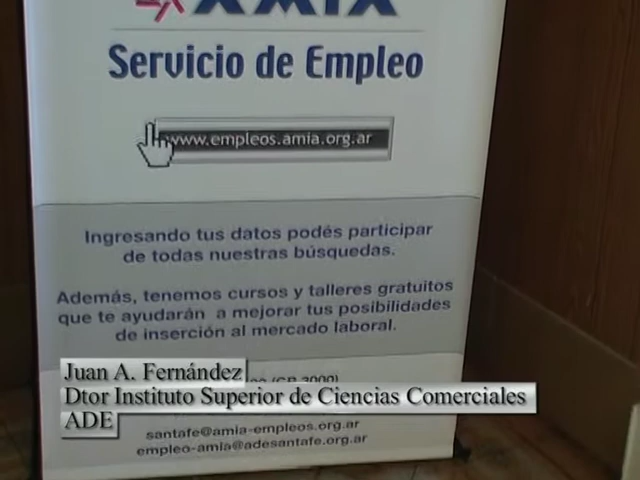 AMIA
Servicio de Empleo
www.empleos.amia.org.ar
Ingresando tus datos podés participar
de todas nuestras búsquedas.
Además, tenemos cursos y talleres gratuitos
que te ayudarán a mejorar tus posibilidades
de inserción al mercado laboral.
Juan A. Fernández
Dtor Instituto Superior de Ciencias Comerciales
ADE
santafe@amia-empleos.org.ar
empleo-amia@adesantafe.org.ar